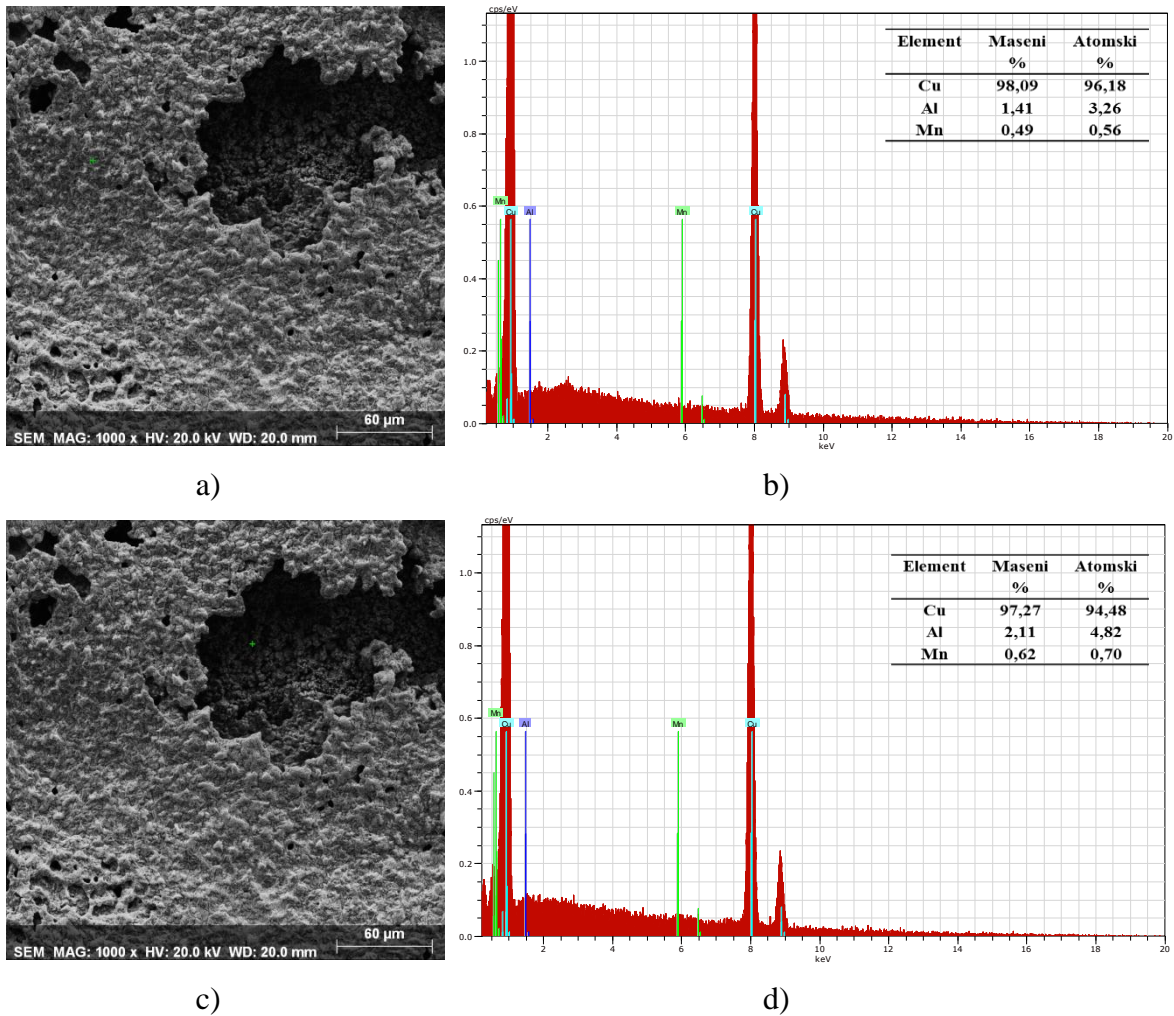 60 µm
SEM MAG: 1000 x HV: 20.0 kV WD: 20.0 mm
a)
cps/eV
Element Maseni Atomski
% %
Cu 98,09 96,18
Al 1,41 3,26
Mn 0,49 0,56
1.0
0.8
0.6
0.4
0.2
0.0
Mn Cu Al Mn Cu
2 4 6 8 10 12 14 16 18 20
keV
b)
60 µm
SEM MAG: 1000 x HV: 20.0 kV WD: 20.0 mm
c)
cps/eV
Element Maseni Atomski
% %
Cu 97,27 94,48
Al 2,11 4,82
Mn 0,62 0,70
1.0
0.8
0.6
0.4
0.2
0.0
Mn Cu Al Mn Cu
2 4 6 8 10 12 14 16 18 20
keV
d)